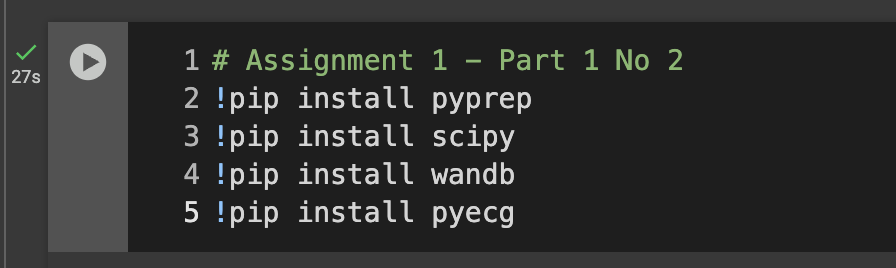 27s
1 # Assignment 1 – Part 1 No 2
2 !pip install pyprep
3 !pip install scipy
4 !pip install wandb
5 !pip install pyecg